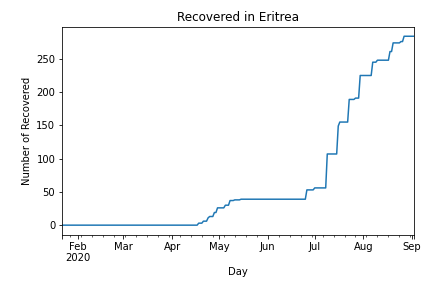 Recovered in Eritrea
Number of Recovered
250
200
150
100
50
0
Feb Mar Apr May Jun Jul Aug Sep
2020
Day